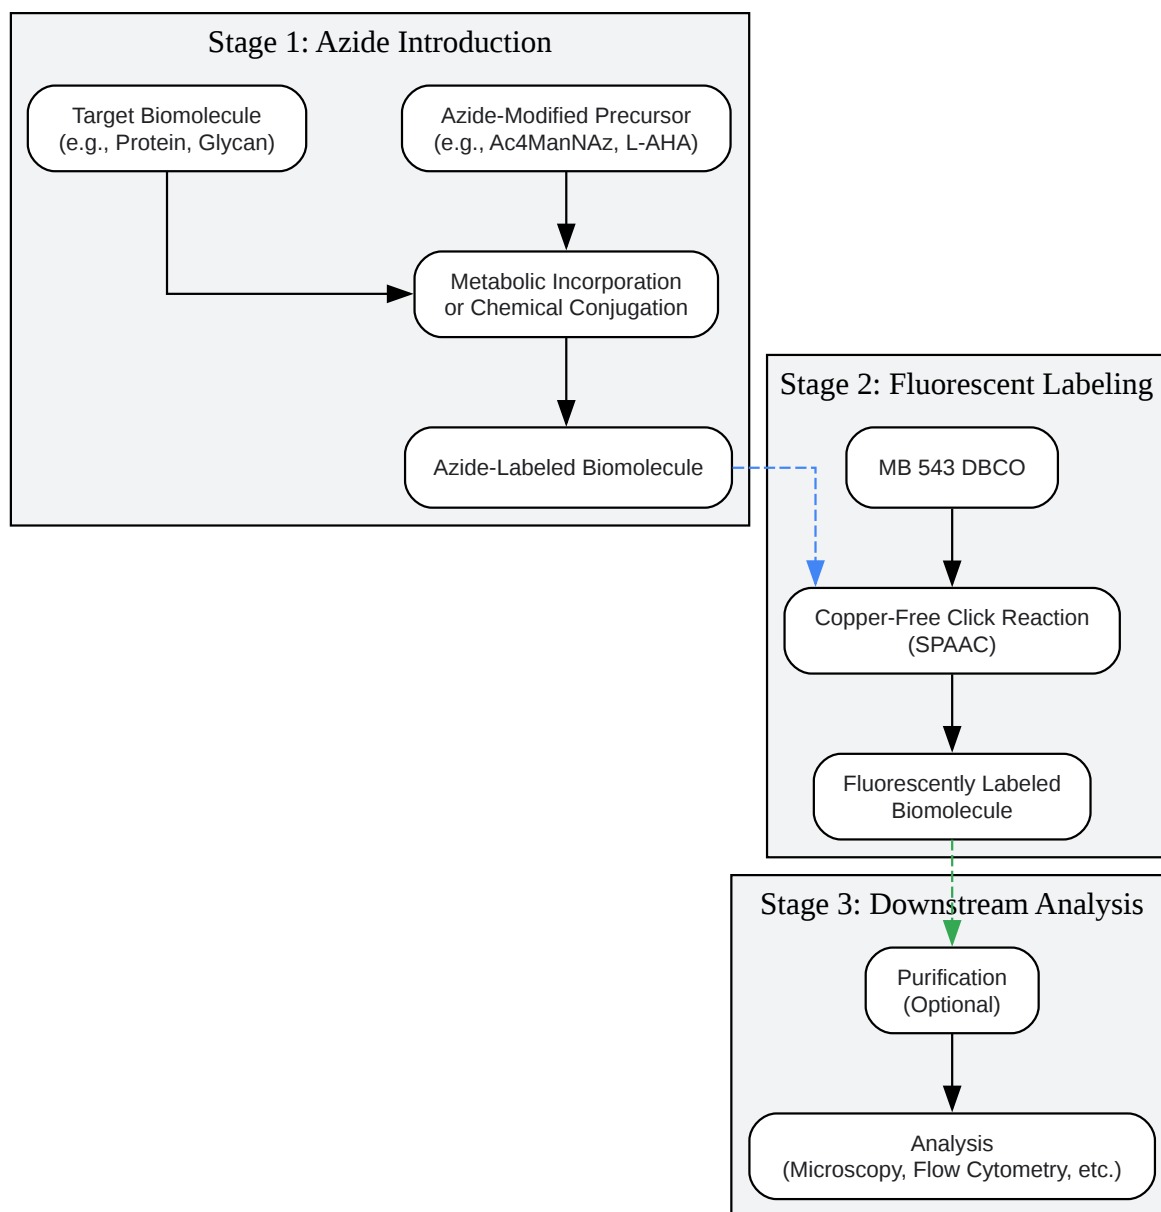 Stage 1: Azide Introduction
Target Biomolecule
(e.g., Protein, Glycan)
Azide-Modified Precursor
(e.g., Ac4ManNAz, L-AHA)
Metabolic Incorporation
or Chemical Conjugation
Azide-Labeled Biomolecule
Stage 2: Fluorescent Labeling
MB 543 DBCO
Copper-Free Click Reaction
(SPAAC)
Fluorescently Labeled
Biomolecule
Stage 3: Downstream Analysis
Purification
(Optional)
Analysis
(Microscopy, Flow Cytometry, etc.)